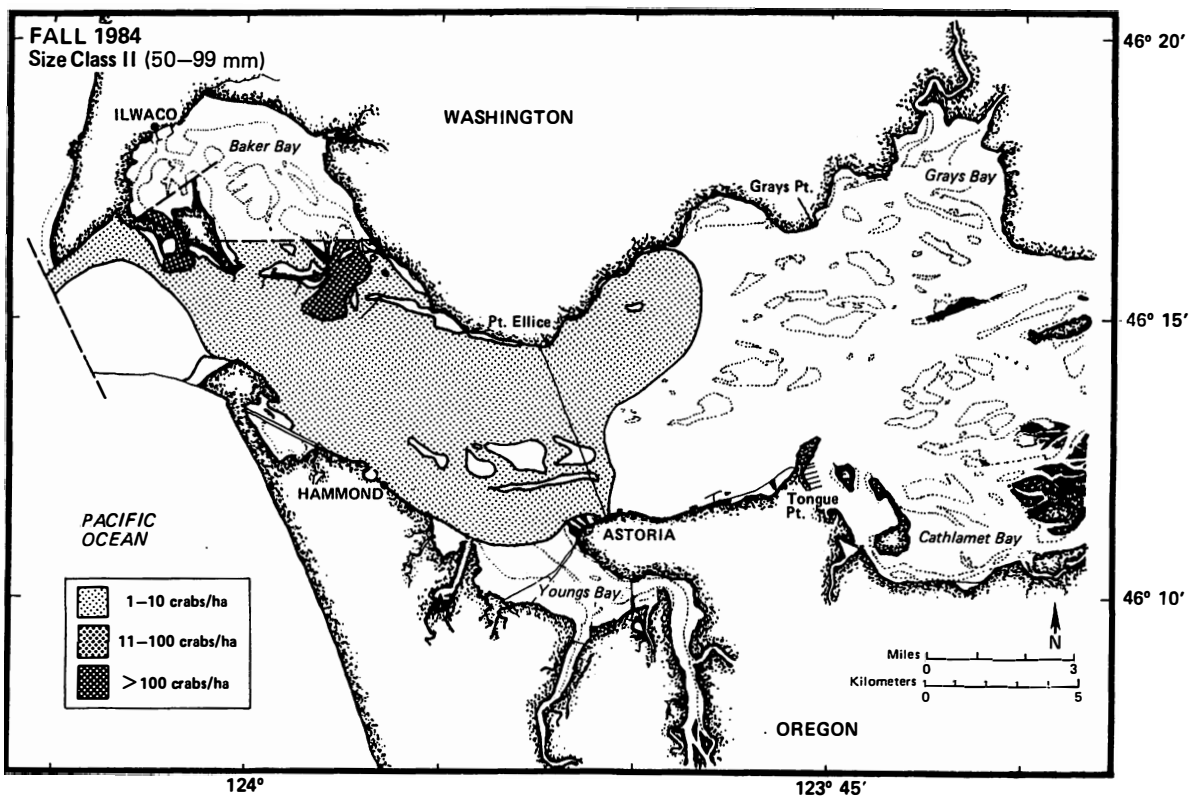 FALL 1984
Size Class II (50–99 mm)
46° 20′
ILWACO
WASHINGTON
Baker Bay
Grays Pt.
Grays Bay
Pt. Ellice
46° 15′
HAMMOND
Tongue
Pt.
PACIFIC
OCEAN
ASTORIA
Cathlamet Bay
Youngs Bay
46° 10′
1–10 crabs/ha
11–100 crabs/ha
>100 crabs/ha
N
Miles
0 3
Kilometers
0 5
OREGON
124°
123° 45′